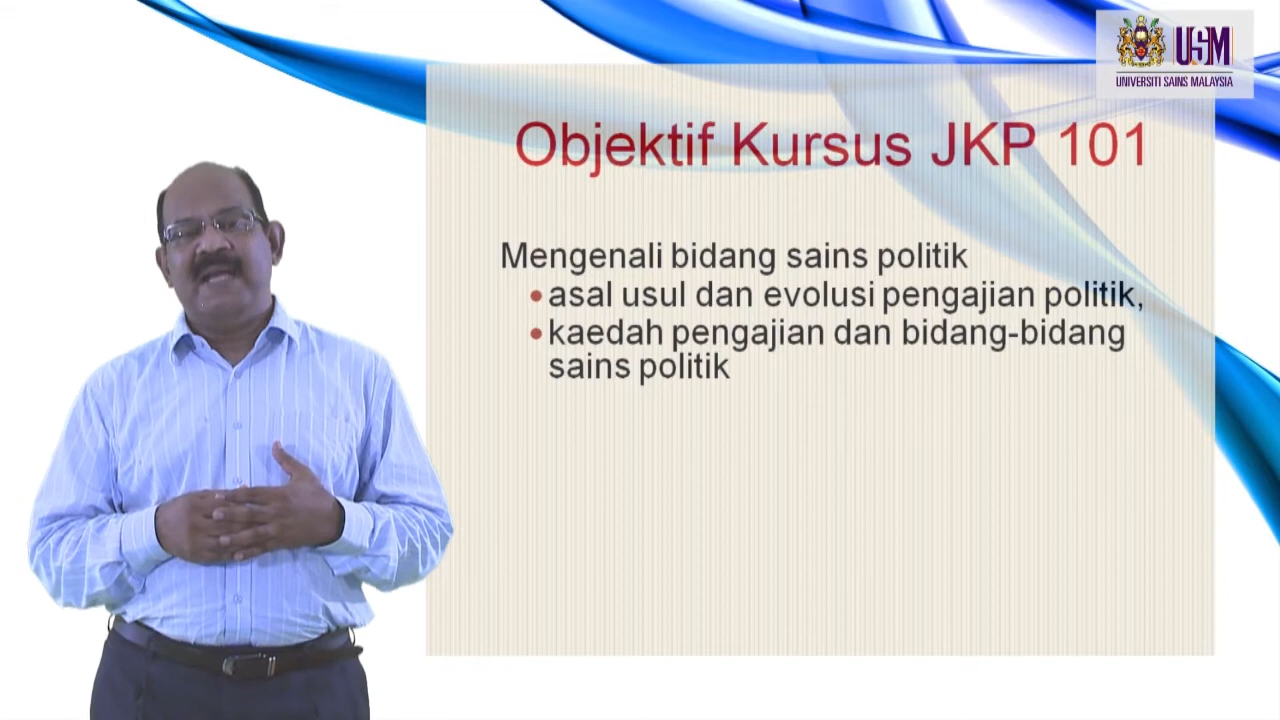 USM
UNIVERSITI SAINS MALAYSIA
Objektif Kursus JKP 101
Mengenali bidang sains politik
• asal usul dan evolusi pengajian politik,
• kaedah pengajian dan bidang-bidang
sains politik